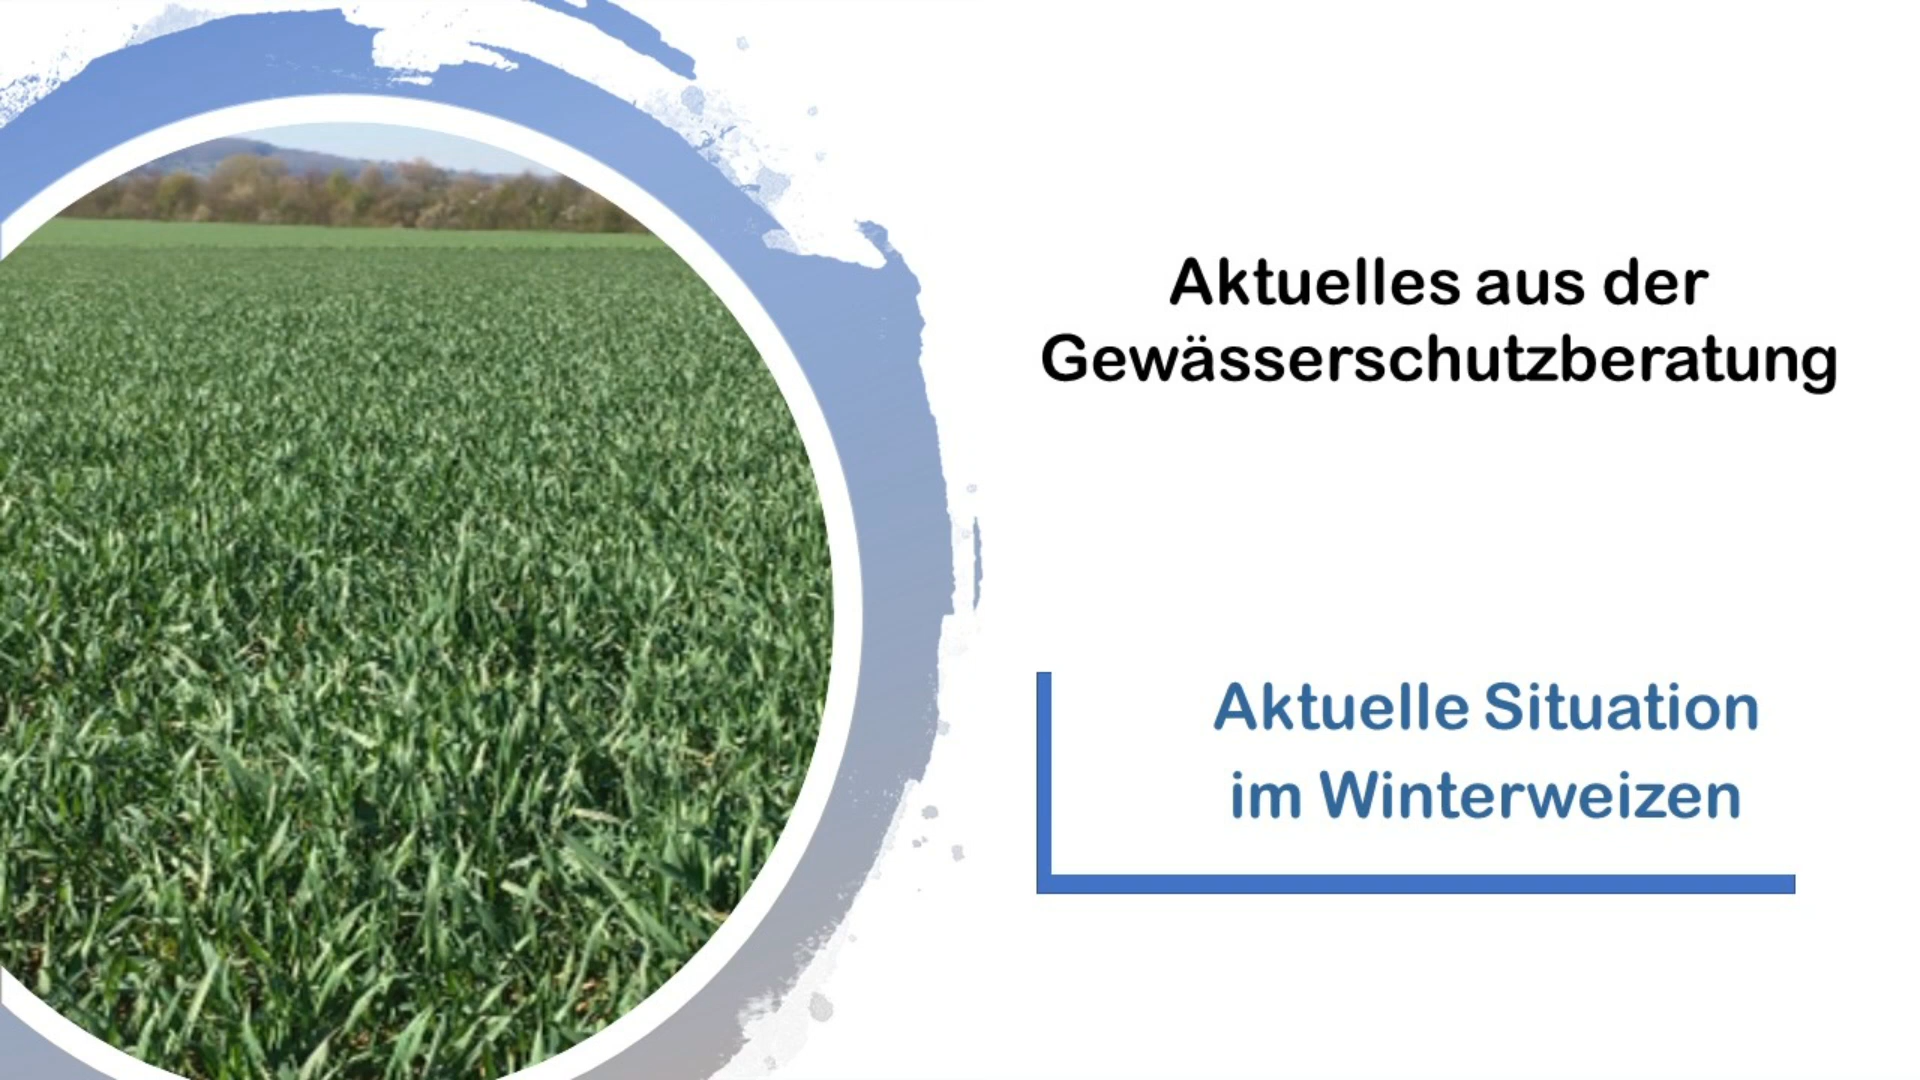 Aktuelles aus der
Gewässerschutzberatung
Aktuelle Situation
im Winterweizen